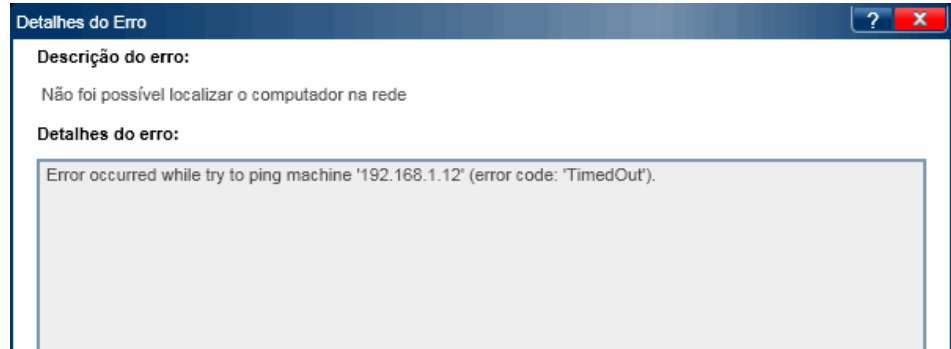 Detalhes do Erro
?
X
Descrição do erro:
Não foi possível localizar o computador na rede
Detalhes do erro:
Error occurred while try to ping machine '192.168.1.12' (error code: 'TimedOut').